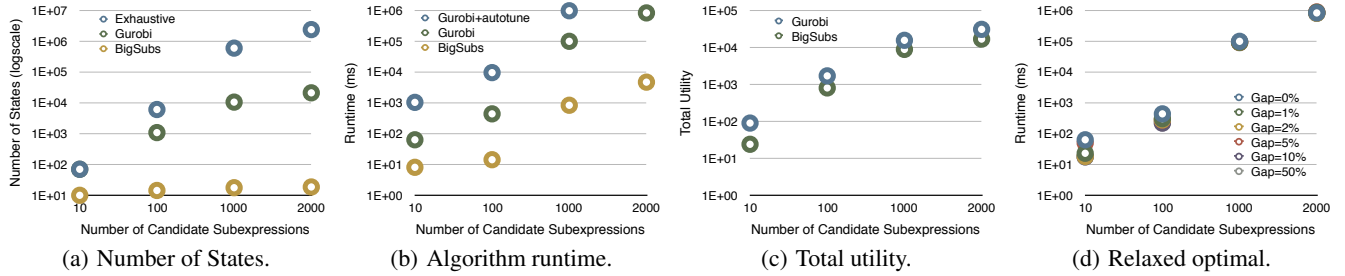 Number of States (logscale)
1E+07
1E+06
1E+05
1E+04
1E+03
1E+02
1E+01
Exhaustive
Gurobi
BigSubs
10 100 1000 2000
Number of Candidate Subexpressions
(a) Number of States.
Runtime (ms)
1E+06
1E+05
1E+04
1E+03
1E+02
1E+01
1E+00
Gurobi+autotune
Gurobi
BigSubs
10 100 1000 2000
Number of Candidate Subexpressions
(b) Algorithm runtime.
Total Utility
1E+05
1E+04
1E+03
1E+02
1E+01
1E+00
Gurobi
BigSubs
10 100 1000 2000
Number of Candidate Subexpressions
(c) Total utility.
Runtime (ms)
1E+06
1E+05
1E+04
1E+03
1E+02
1E+01
1E+00
Gap=0%
Gap=1%
Gap=2%
Gap=5%
Gap=10%
Gap=50%
10 100 1000 2000
Number of Candidate Subexpressions
(d) Relaxed optimal.